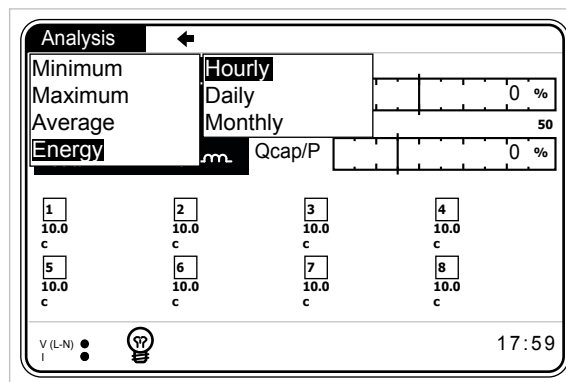 Analysis
Minimum
Maximum
Average
Energy
Hourly
Daily
Monthly
0 %
50
Qcap/P
0 %
1 2 3 4
10.0 10.0 10.0 10.0
c c c c
5 6 7 8
10.0 10.0 10.0 10.0
c c c c
V (L-N)
I
17:59